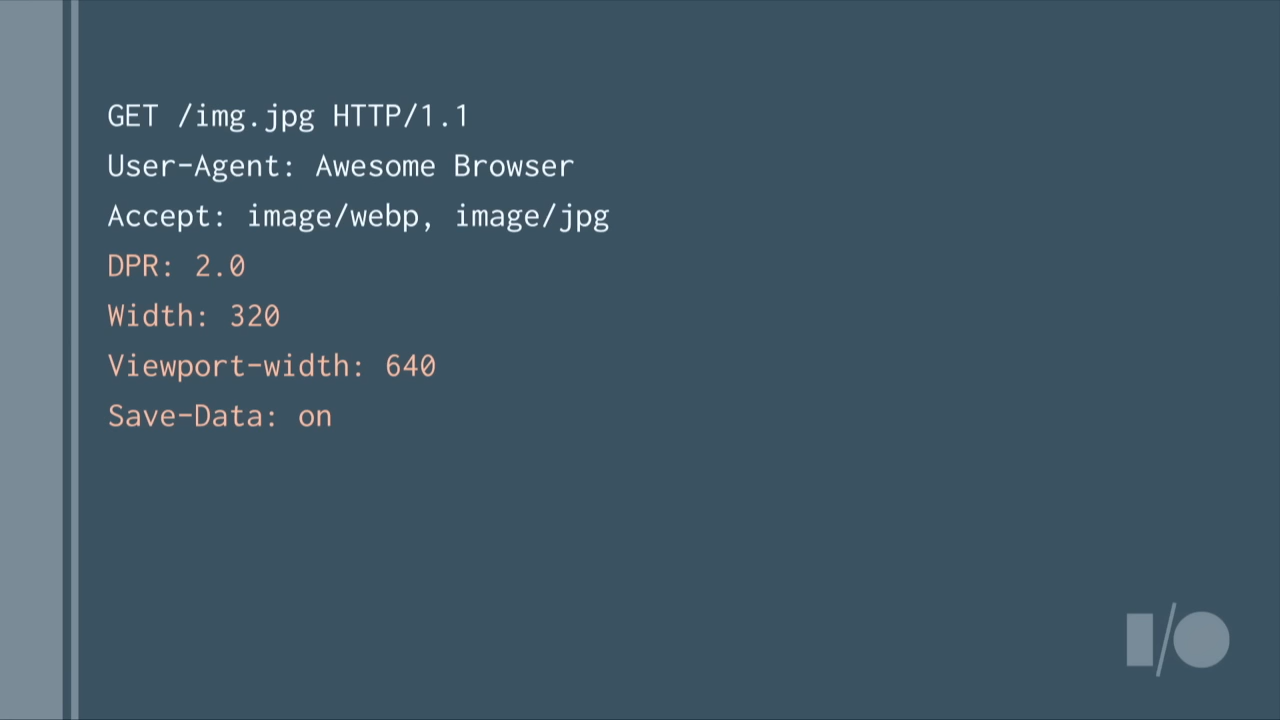 GET /img.jpg HTTP/1.1
User-Agent: Awesome Browser
Accept: image/webp, image/jpg
DPR: 2.0
Width: 320
Viewport-width: 640
Save-Data: on
I/O